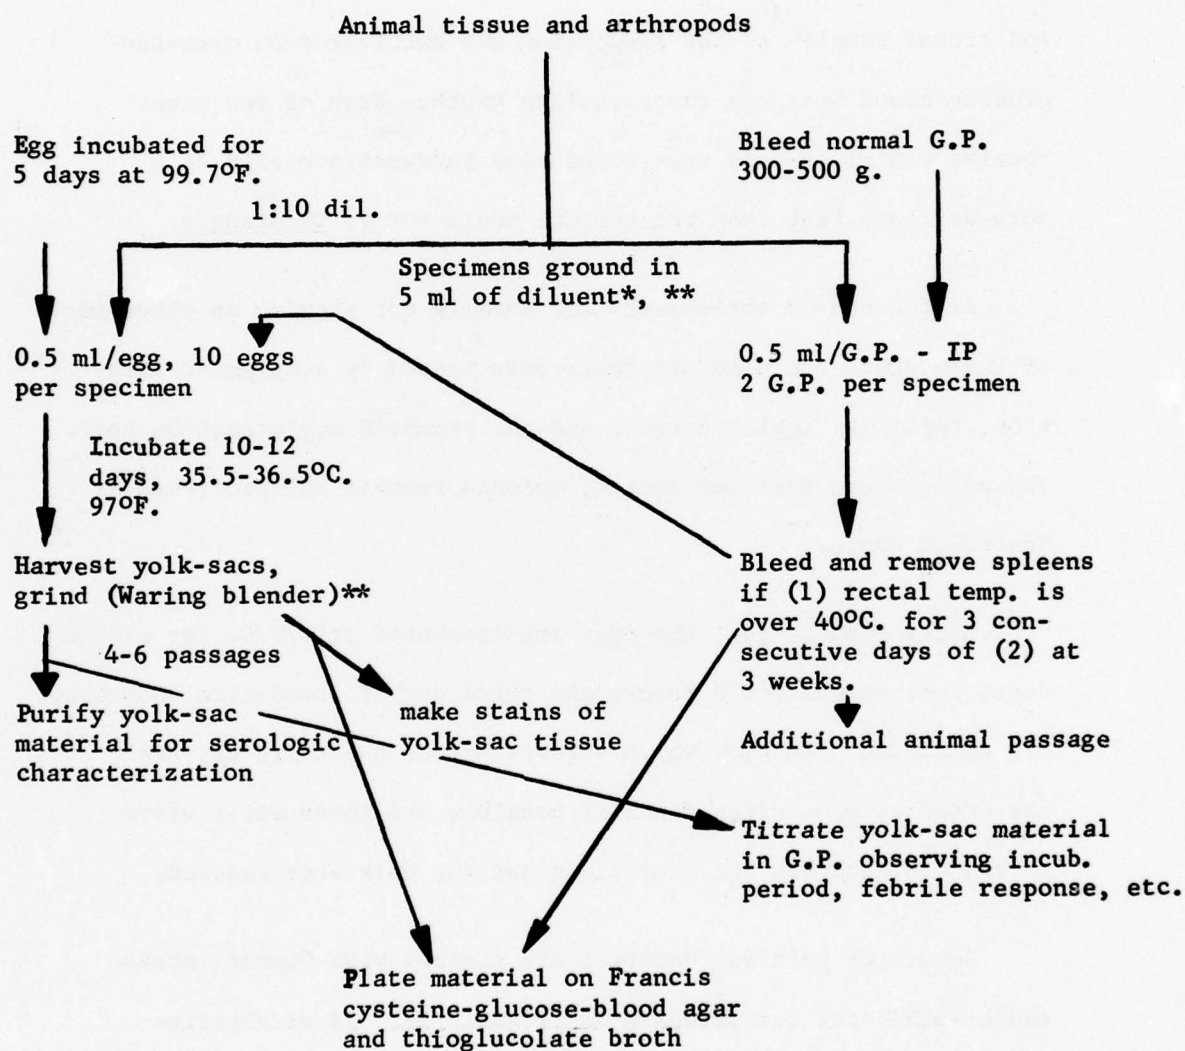 Animal tissue and arthropods
Egg incubated for
5 days at 99.7°F.
1:10 dil.
Bleed normal G.P.
300-500 g.
Specimens ground in
5 ml of diluent*, **
0.5 ml/egg, 10 eggs
per specimen
0.5 ml/G.P. - IP
2 G.P. per specimen
Incubate 10-12
days, 35.5-36.5°C.
97°F.
Harvest yolk-sacs,
grind (Waring blender)**
4-6 passages
Bleed and remove spleens
if (1) rectal temp. is
over 40°C. for 3 con-
secutive days of (2) at
3 weeks.
Purify yolk-sac
material for serologic
characterization
make stains of
yolk-sac tissue
Additional animal passage
Titrate yolk-sac material
in G.P. observing incub.
period, febrile response, etc.
Plate material on Francis
cysteine-glucose-blood agar
and thioglucolate broth